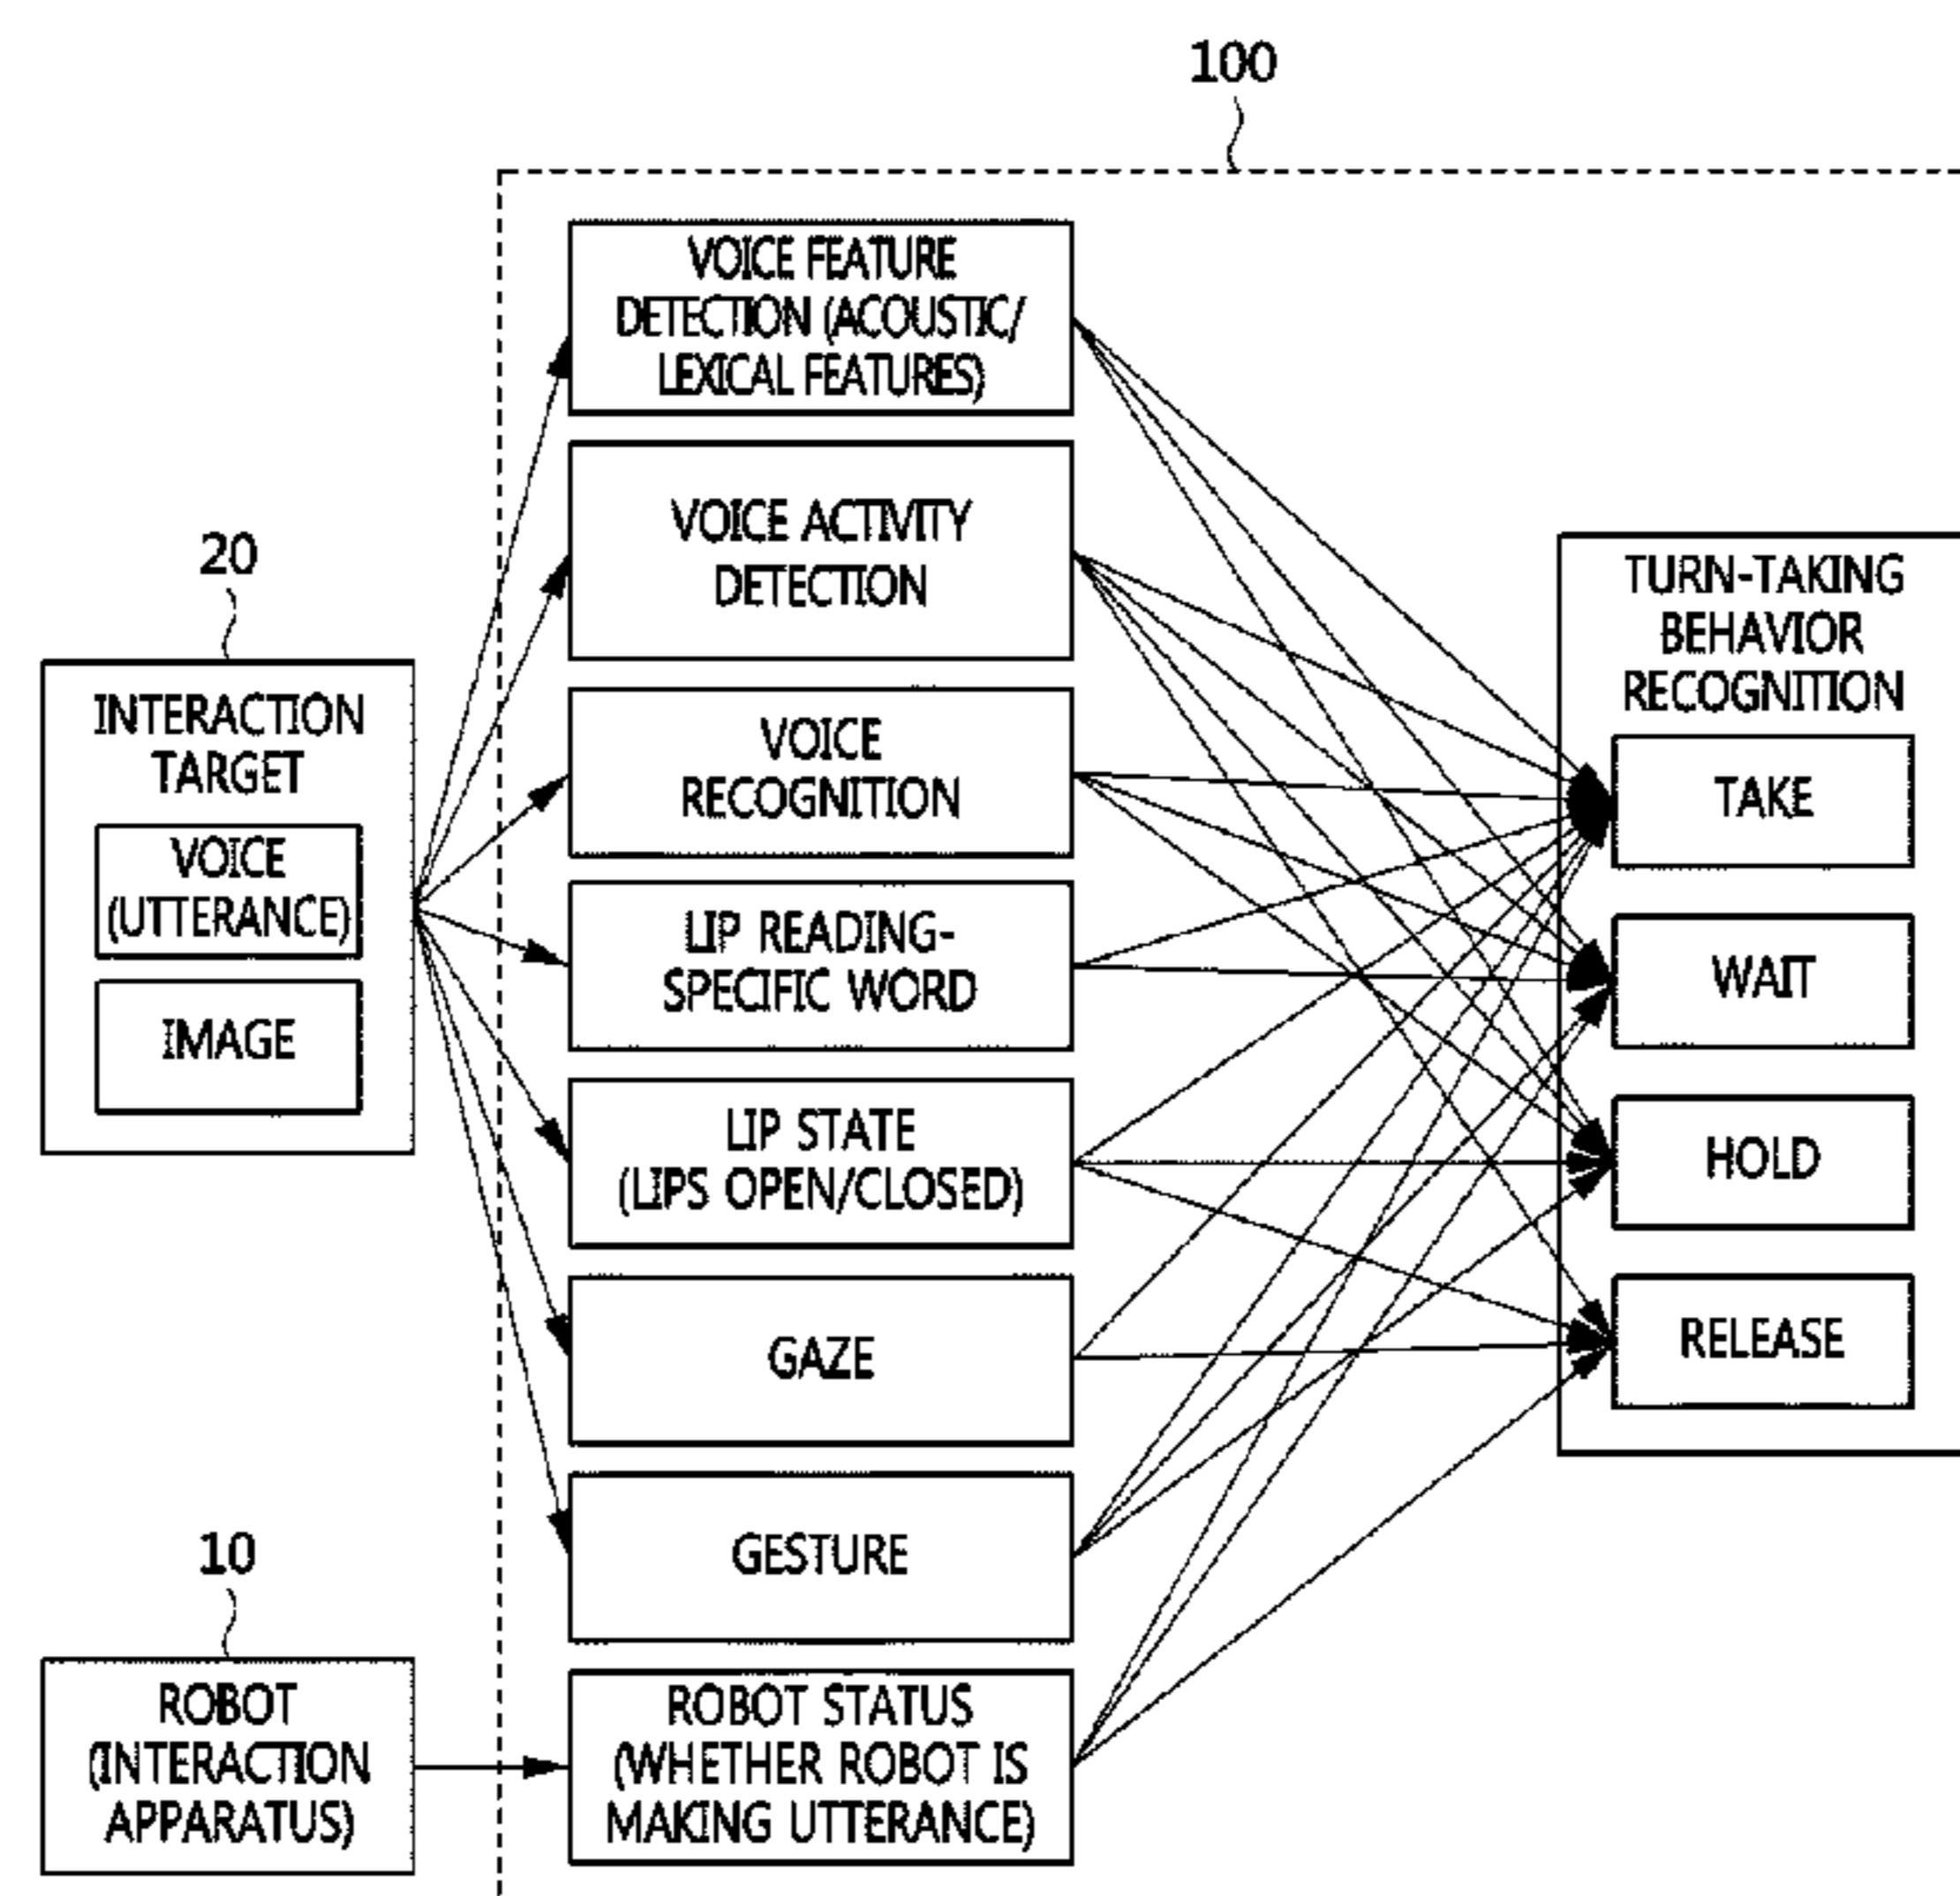 100
VOICE FEATURE
DETECTION (ACOUSTIC/
LEXICAL FEATURES)
VOICE ACTIVITY
DETECTION
VOICE
RECOGNITION
LIP READING-
SPECIFIC WORD
LIP STATE
(LIPS OPEN/CLOSED)
GAZE
GESTURE
ROBOT STATUS
(WHETHER ROBOT IS
MAKING UTTERANCE)
20
INTERACTION
TARGET
VOICE
(UTTERANCE)
IMAGE
10
ROBOT
(INTERACTION
APPARATUS)
TURN-TAKING
BEHAVIOR
RECOGNITION
TAKE
WAIT
HOLD
RELEASE